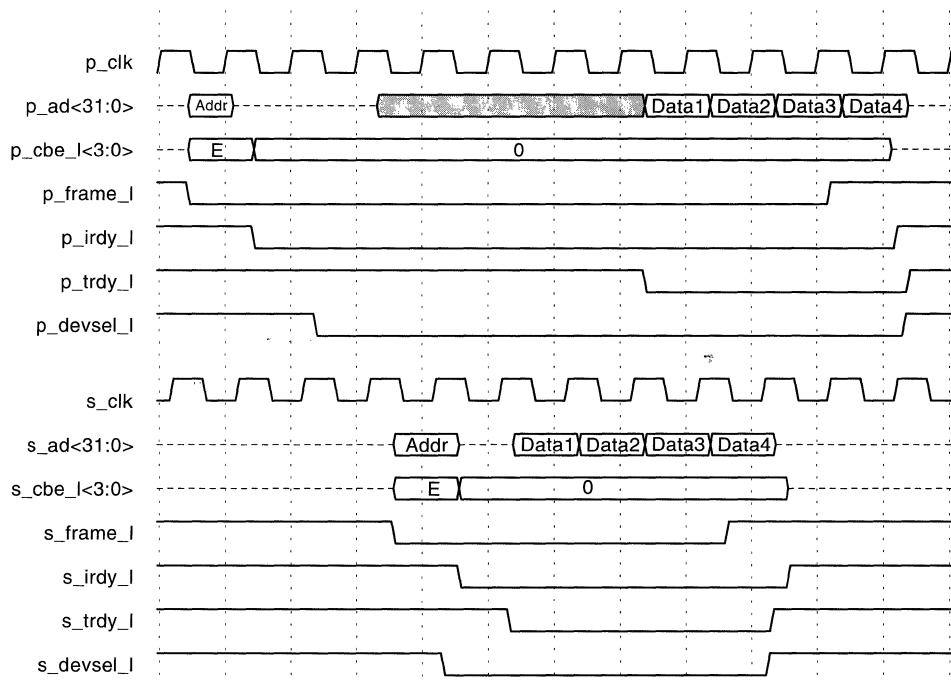 p_clk
p_ad<31:0> Addr Data1 Data2 Data3 Data4
p_cbe_l<3:0> E 0
p_frame_l
p_irdy_l
p_trdy_l
p_devsel_l
s_clk
s_ad<31:0> Addr Data1 Data2 Data3 Data4
s_cbe_l<3:0> E 0
s_frame_l
s_irdy_l
s_trdy_l
s_devsel_l